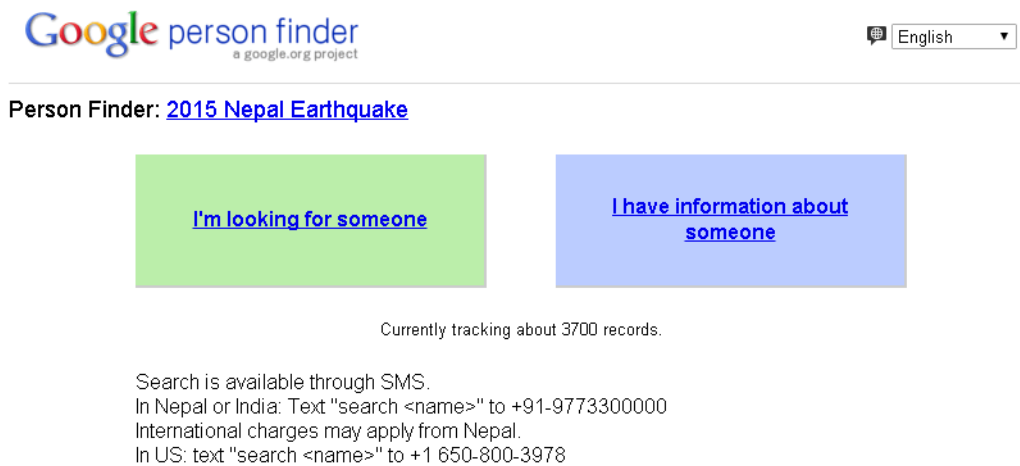 Google person finder
a google.org project
English
Person Finder: 2015 Nepal Earthquake
I'm looking for someone
I have information about
someone
Currently tracking about 3700 records.
Search is available through SMS.
In Nepal or India: Text "search <name>" to +91-9773300000
International charges may apply from Nepal.
In US: text "search <name>" to +1 650-800-3978